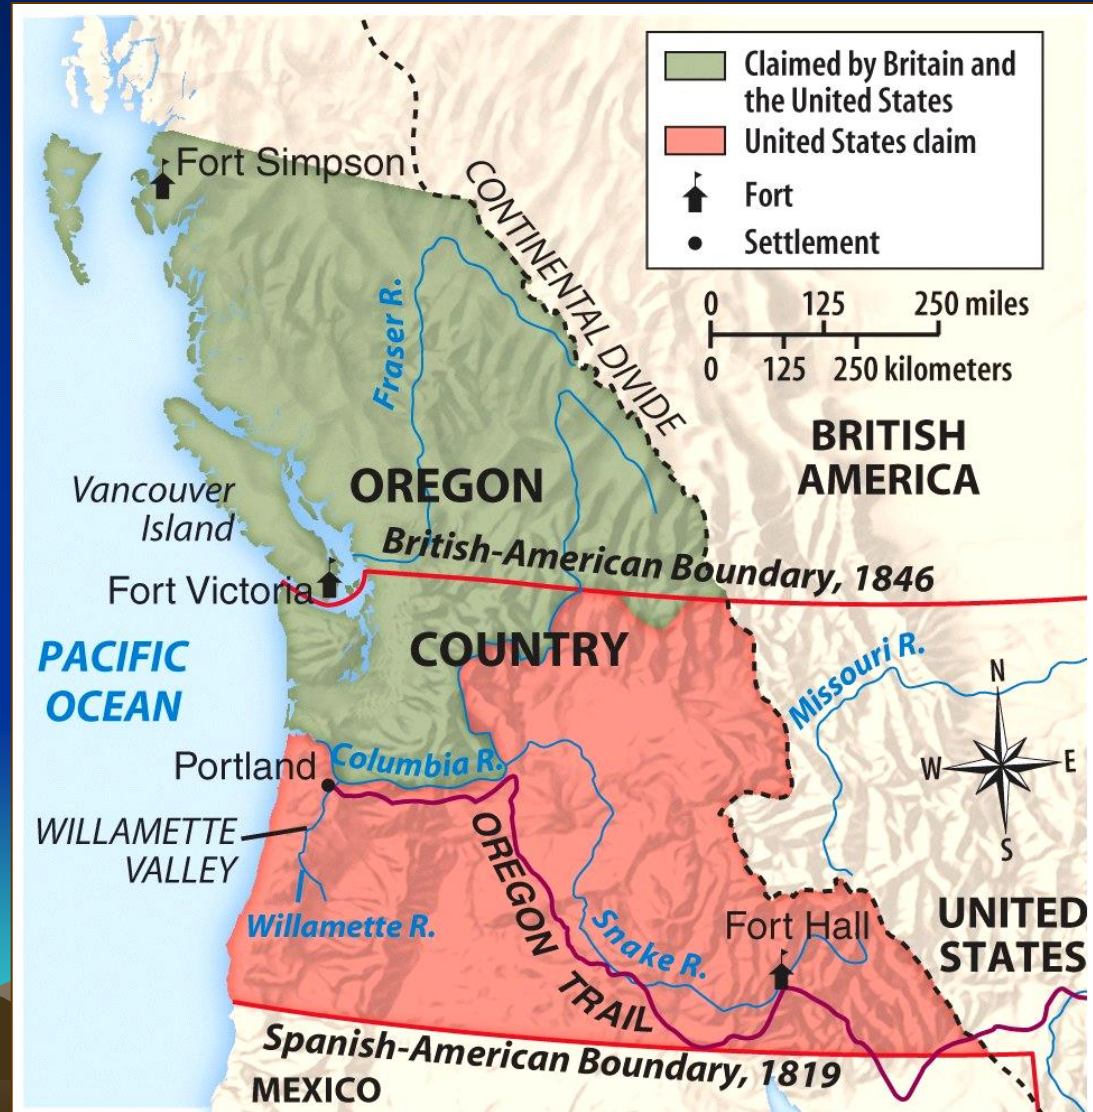 Claimed by Britain and
the United States
United States claim
Fort
Settlement
0 125 250 miles
0 125 250 kilometers
Fort Simpson
CONTINENTAL DIVIDE
Fraser R.
BRITISH
AMERICA
Vancouver
Island
OREGON
British-American Boundary, 1846
Fort Victoria
COUNTRY
PACIFIC
OCEAN
Missouri R.
N
W
E
S
Portland
Columbia R.
WILLAMETTE
VALLEY
OREGON TRAIL
Willamette R.
Snake R.
Fort Hall
UNITED
STATES
Spanish-American Boundary, 1819
MEXICO